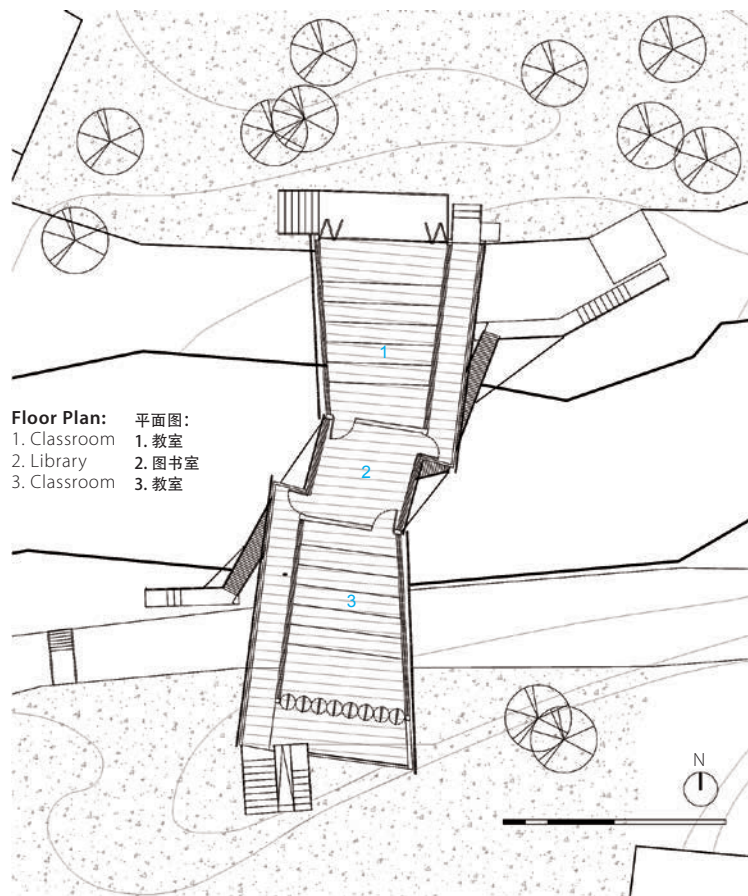 1
Floor Plan:
1. Classroom
2. Library
3. Classroom
平面图：
1. 教室
2. 图书室
3. 教室
2
3
N